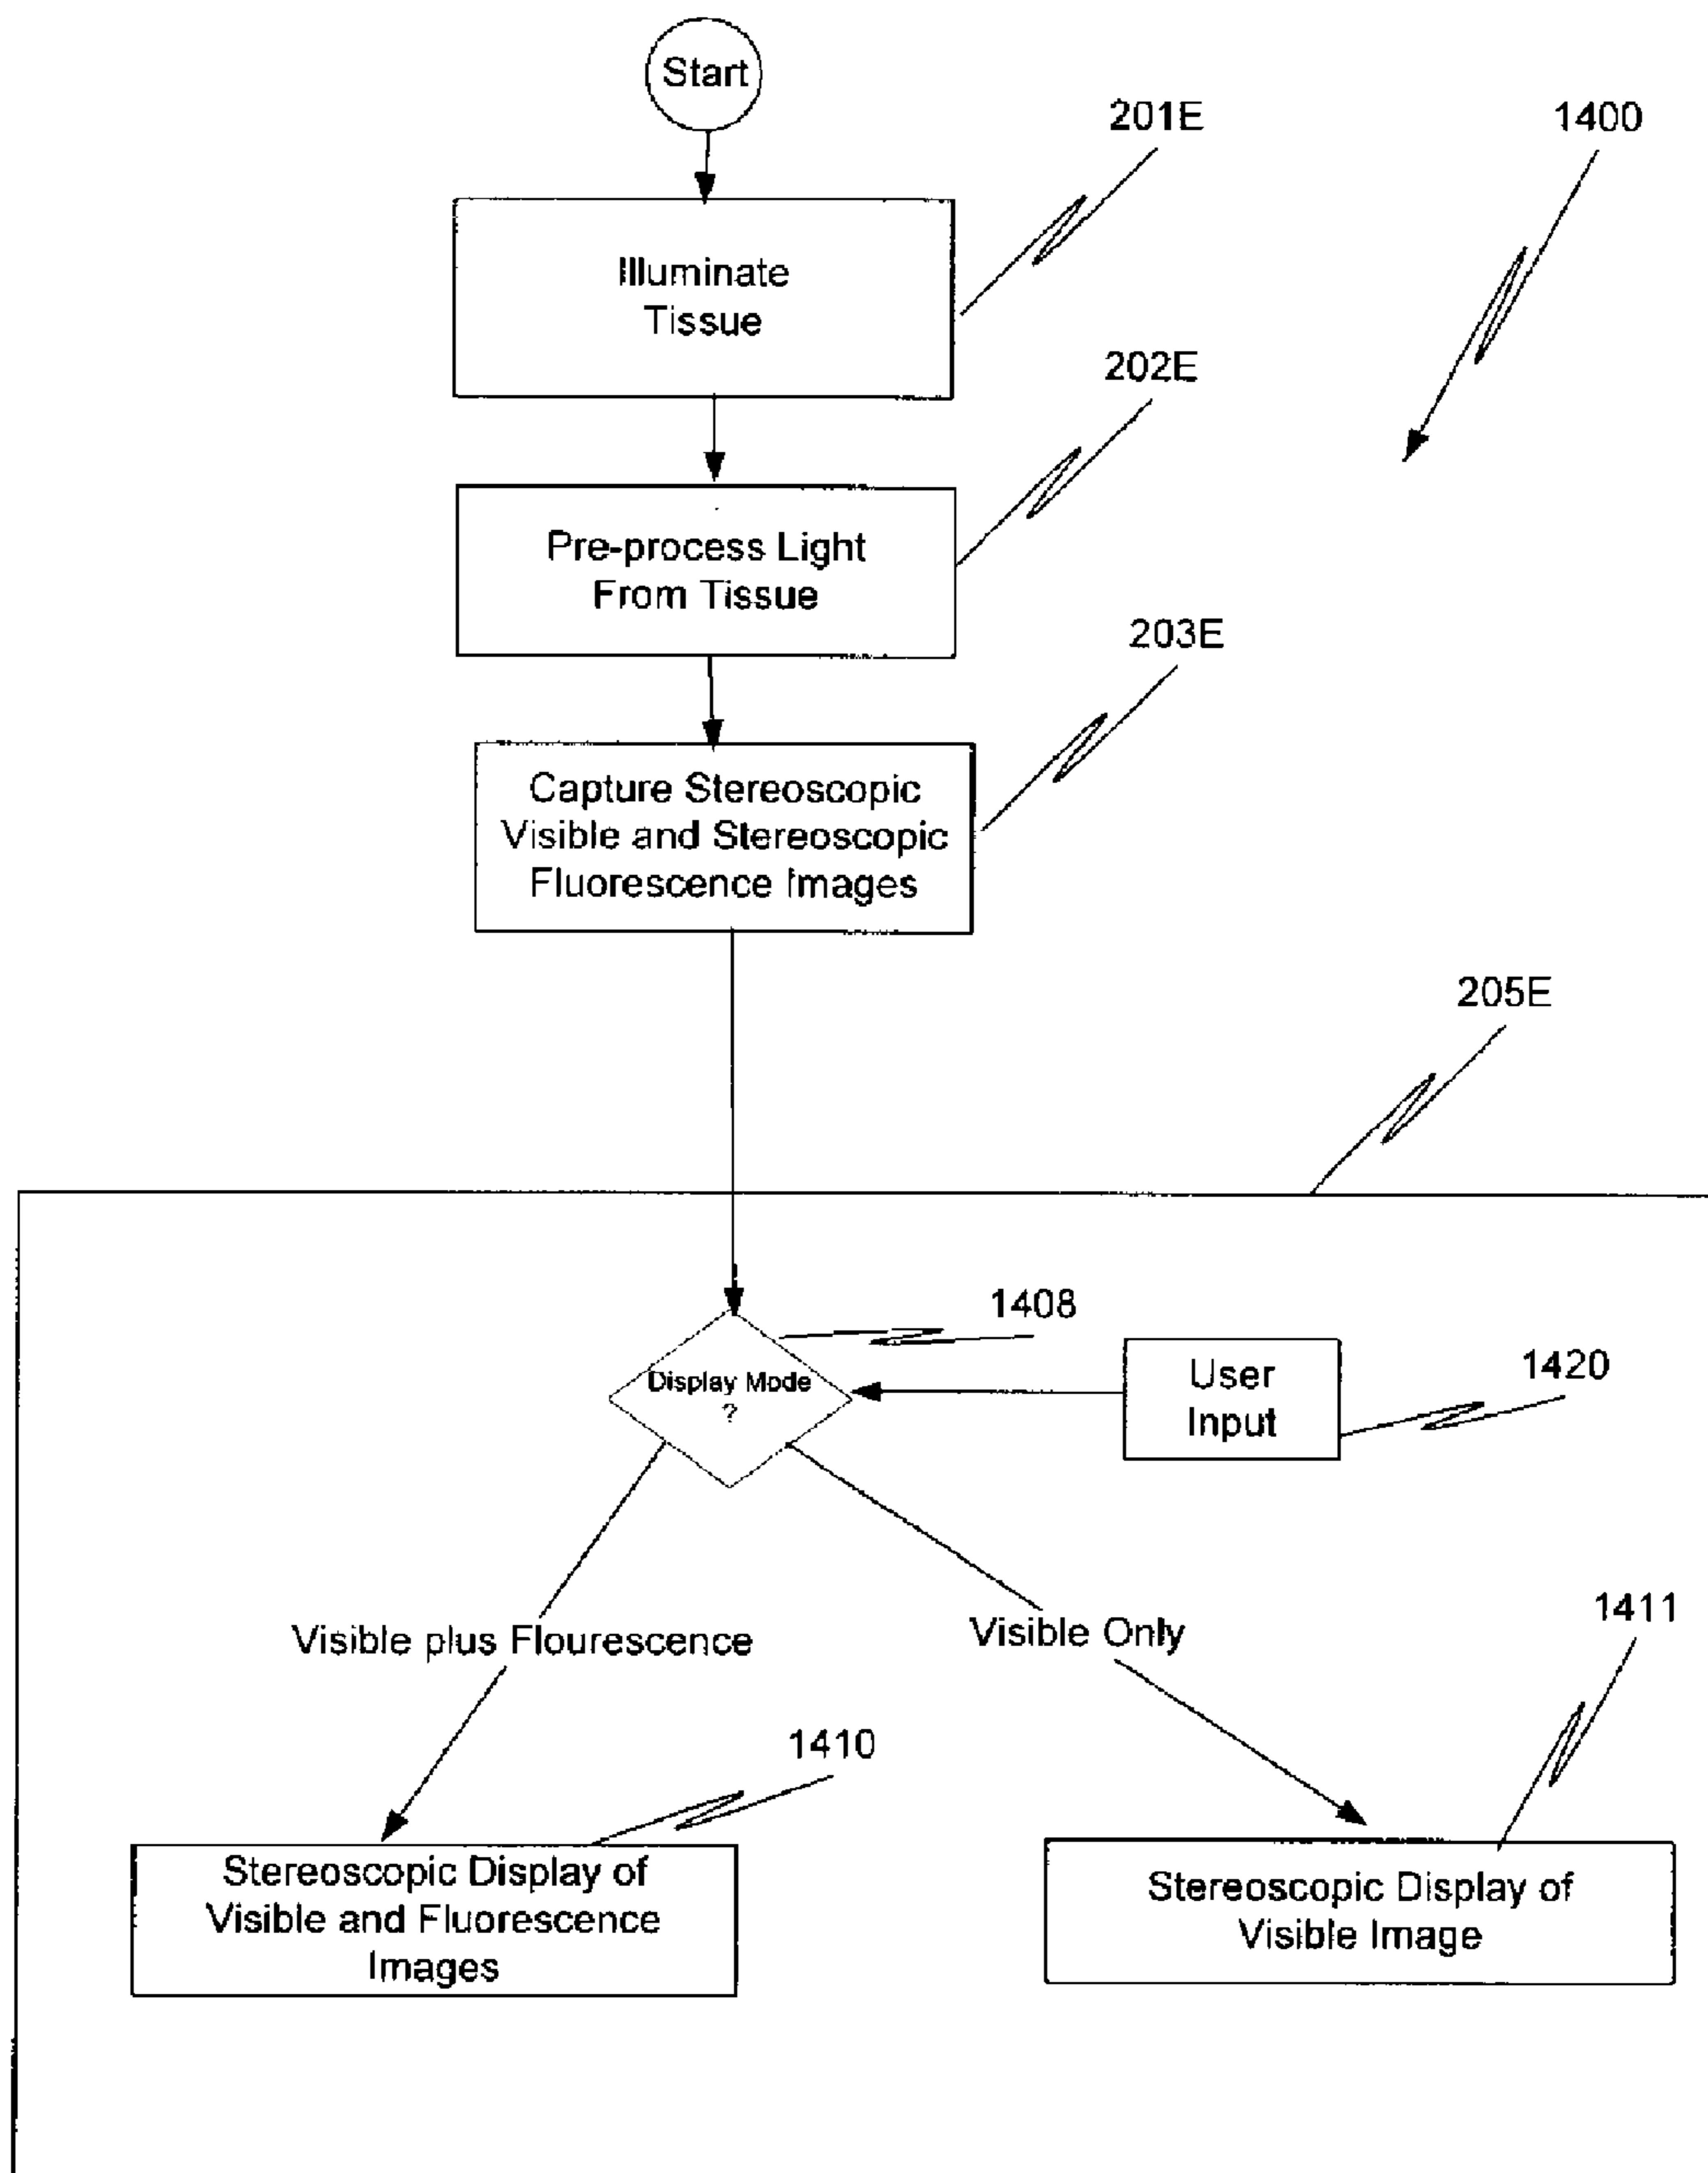 Start
201E
1400
Illuminate
Tissue
202E
Pre-process Light
From Tissue
203E
Capture Stereoscopic
Visible and Stereoscopic
Fluorescence Images
205E
1408
Display Mode
?
User
Input
1420
Visible plus Flourescence
Visible Only
1411
1410
Stereoscopic Display of
Visible and Fluorescence
Images
Stereoscopic Display of
Visible Image